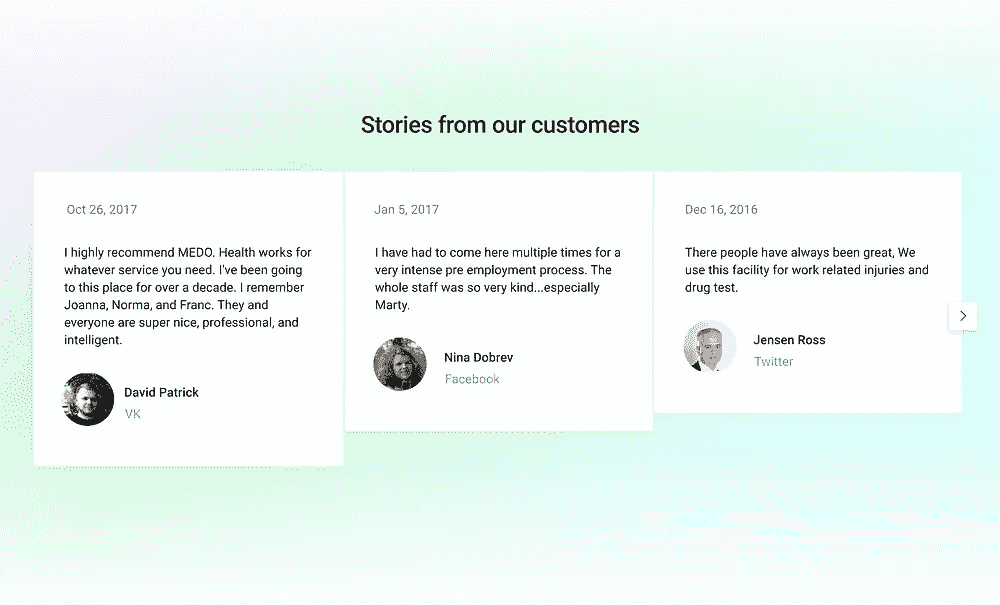 Stories from our customers
Oct 26, 2017
I highly recommend MEDO. Health works for
whatever service you need. I've been going
to this place for over a decade. I remember
Joanna, Norma, and Franc. They and
everyone are super nice, professional, and
intelligent.
David Patrick
VK
Jan 5, 2017
I have had to come here multiple times for a
very intense pre employment process. The
whole staff was so very kind...especially
Marty.
Nina Dobrev
Facebook
Dec 16, 2016
There people have always been great, We
use this facility for work related injuries and
drug test.
Jensen Ross
Twitter